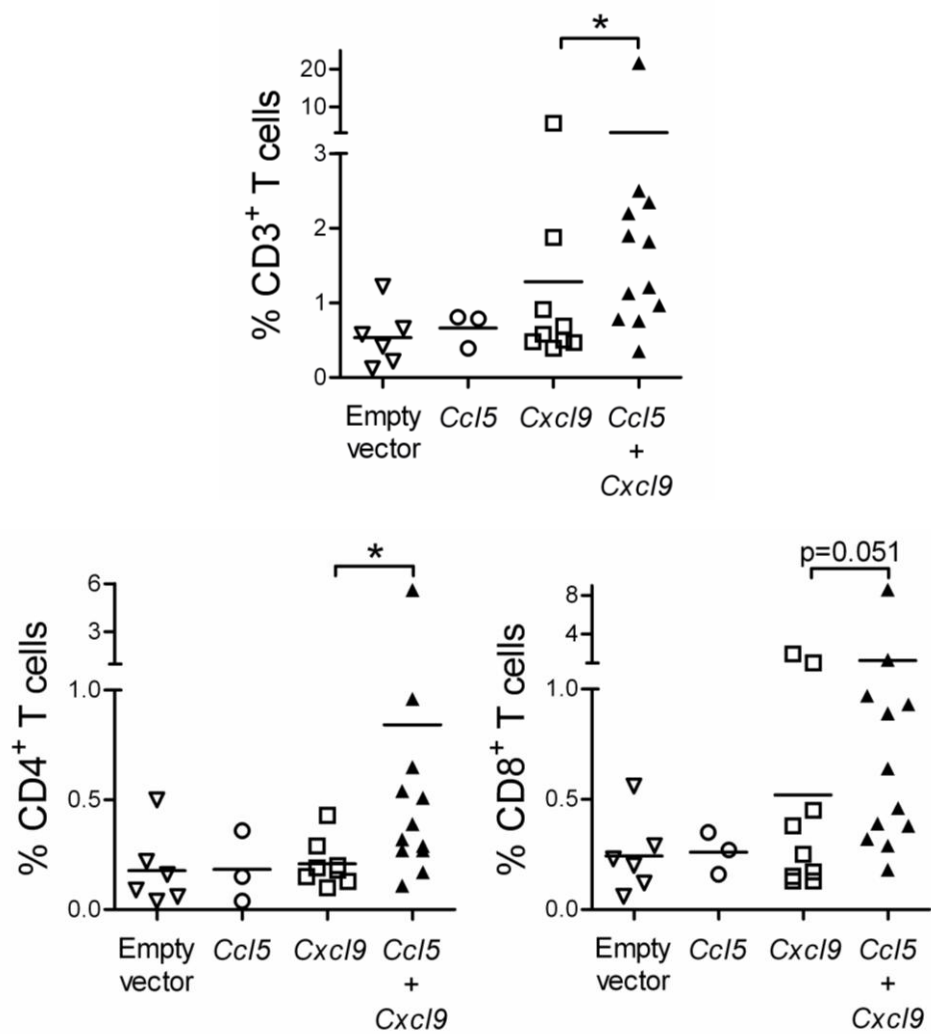 *
20
10
3
2
1
0
% CD3⁺ T cells
Empty vector
Ccl5
Cxcl9
Ccl5 + Cxcl9
*
6
3
1.0
0.5
0.0
% CD4⁺ T cells
Empty vector
Ccl5
Cxcl9
Ccl5 + Cxcl9
p=0.051
8
4
1.0
0.5
0.0
% CD8⁺ T cells
Empty vector
Ccl5
Cxcl9
Ccl5 + Cxcl9